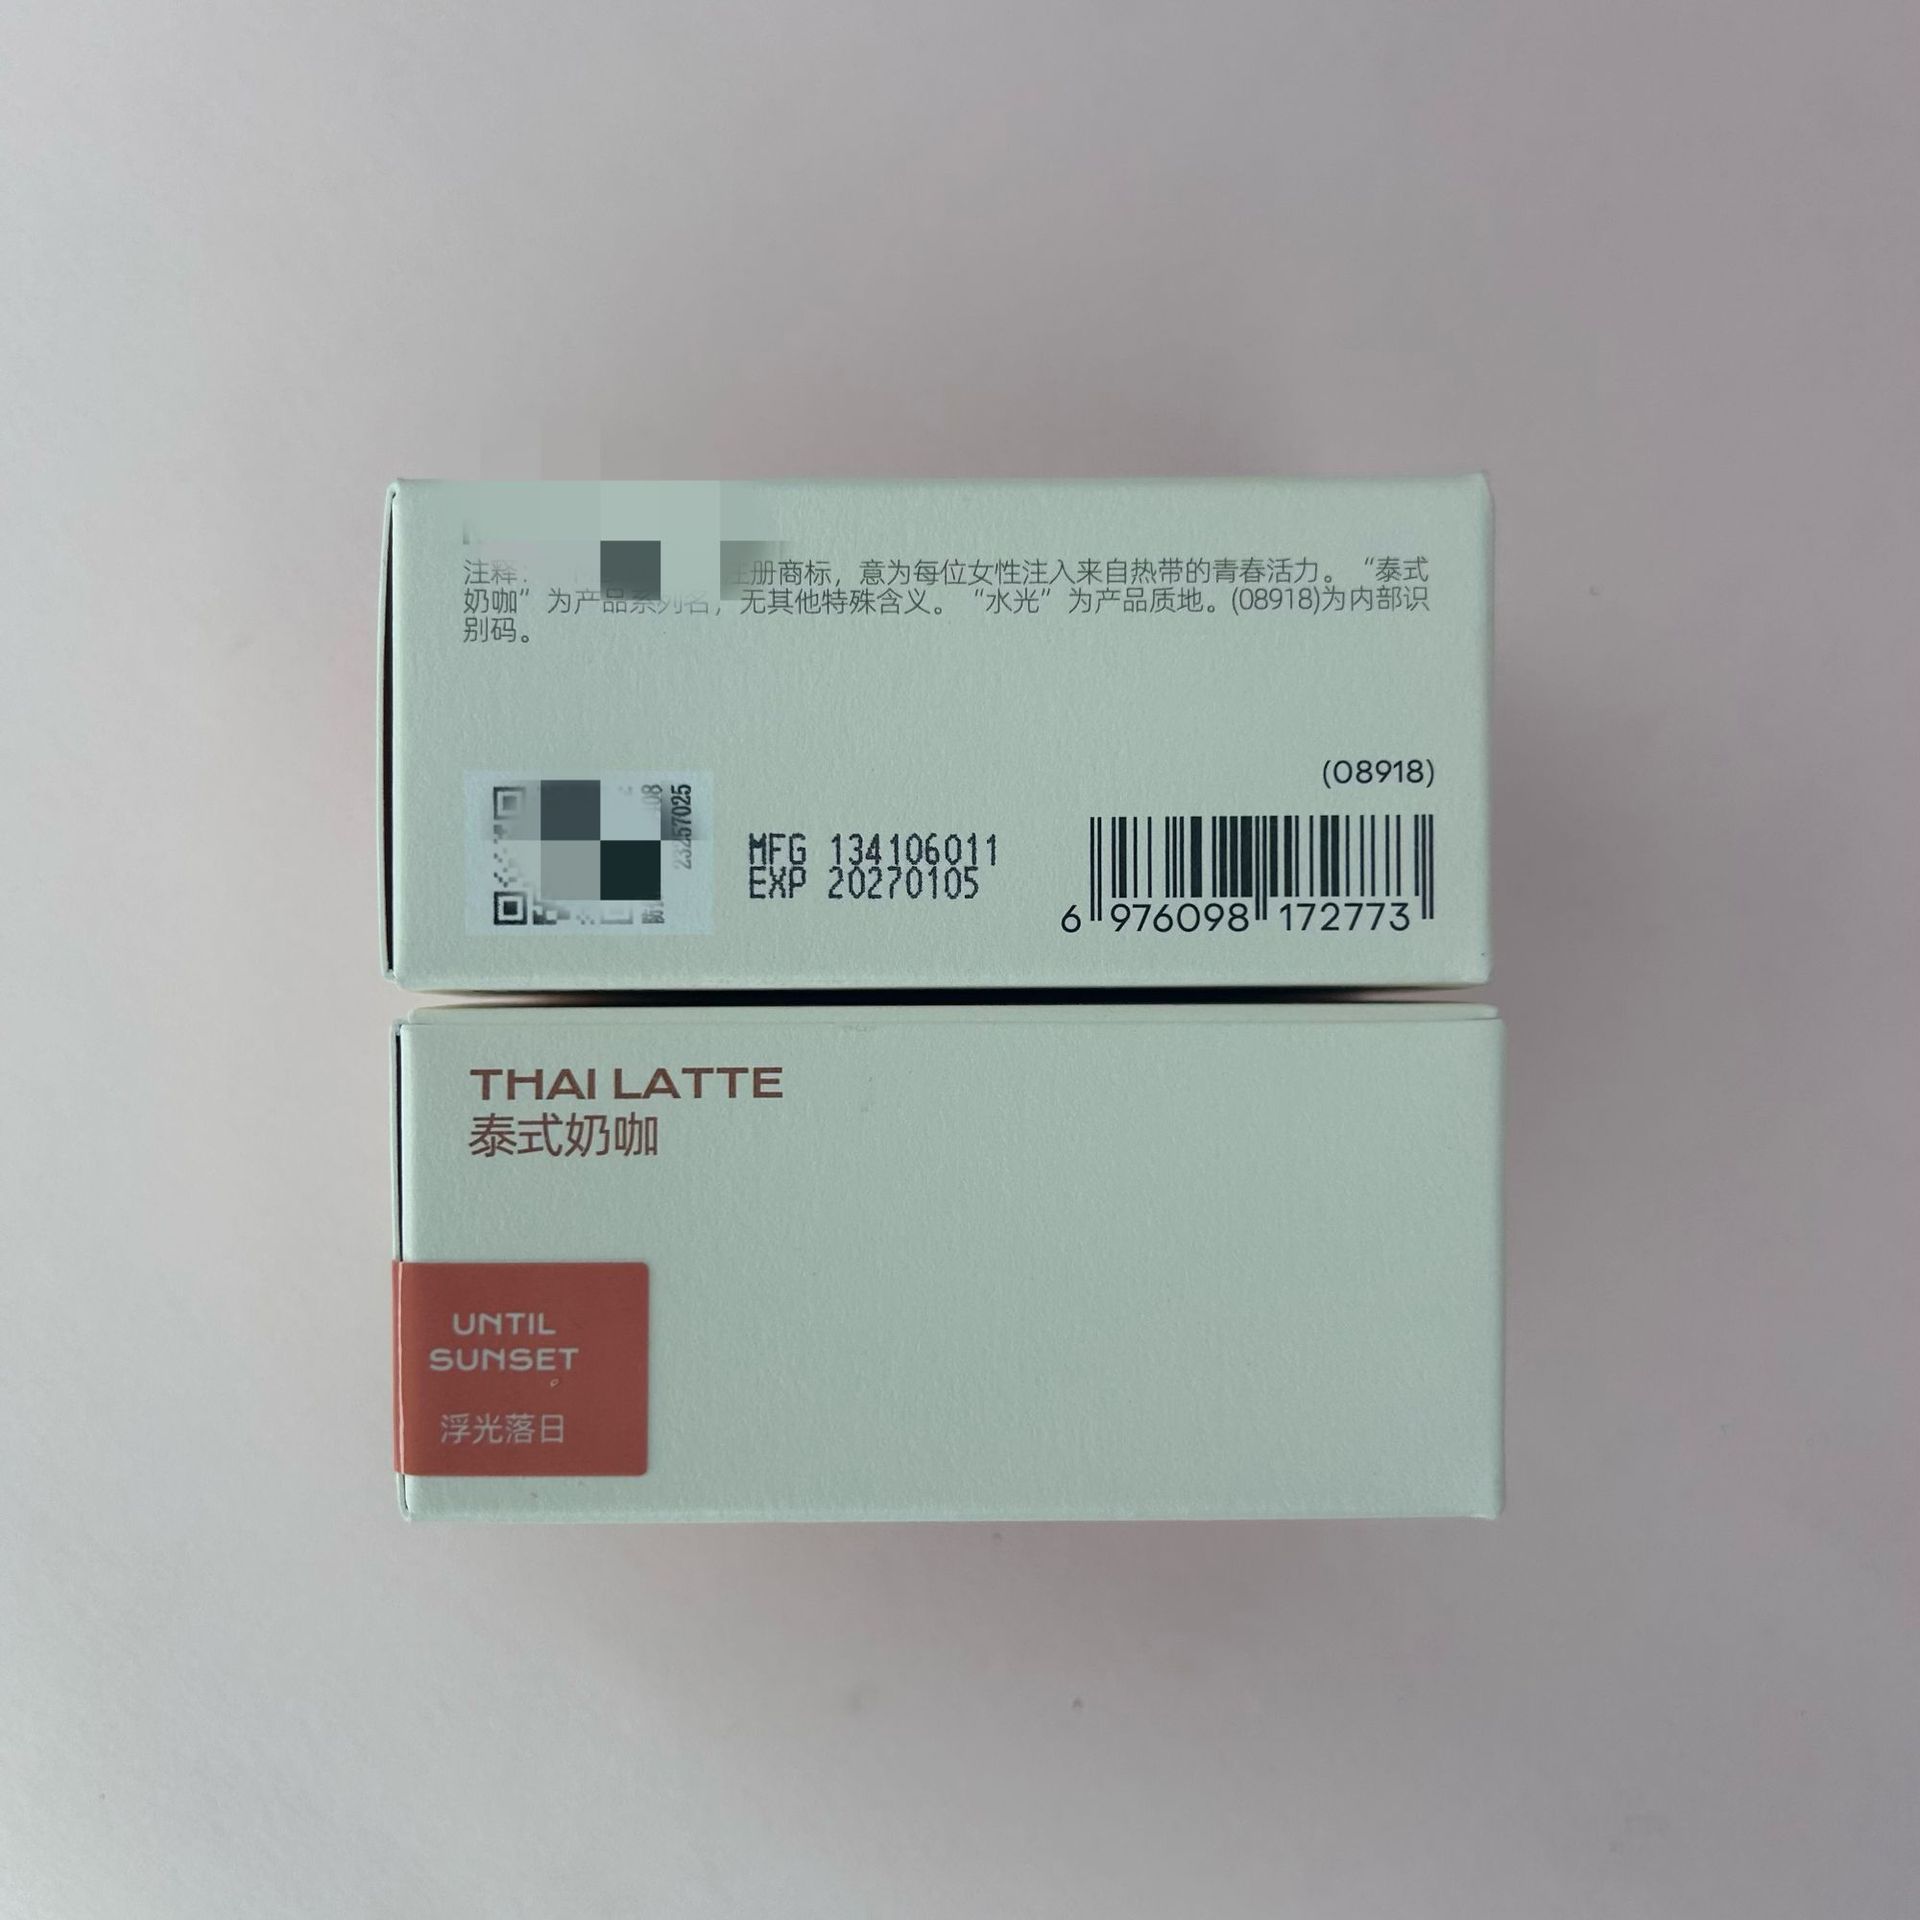 注释：
注册商标，意为每位女性注入来自热带的青春活力。“泰式
奶咖”为产品系列名，无其他特殊含义。“水光”为产品质地。(08918)为内部识
别码。
(08918)
MFG 134106011
EXP 20270105
6 976098 172773
THAI LATTE
泰式奶咖
UNTIL
SUNSET
浮光落日